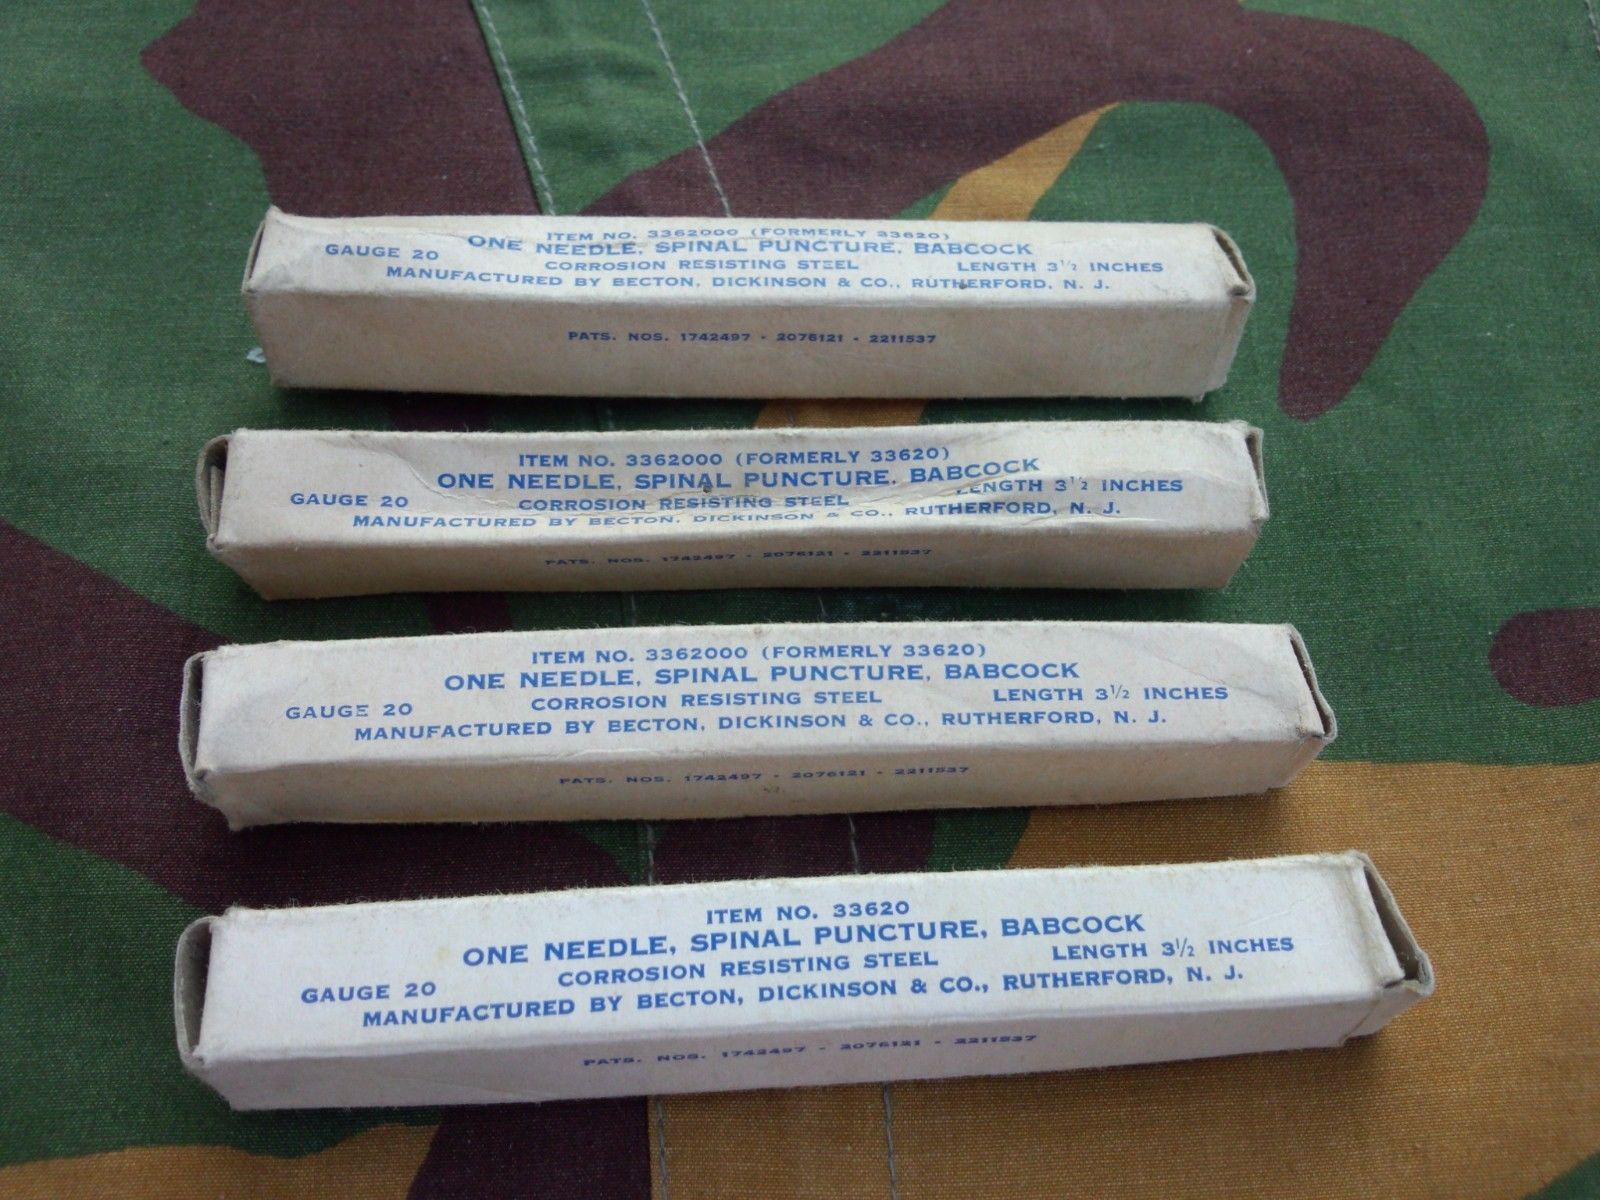 ITEM NO. 3362000 (FORMERLY 33620)
ONE NEEDLE, SPINAL PUNCTURE, BABCOCK
GAUGE 20 CORROSION RESISTING STEEL LENGTH 3½ INCHES
MANUFACTURED BY BECTON, DICKINSON & CO., RUTHERFORD, N. J.
PATS. NOS. 1742497 - 2076121 - 2211537
ITEM NO. 3362000 (FORMERLY 33620)
ONE NEEDLE, SPINAL PUNCTURE, BABCOCK
GAUGE 20 CORROSION RESISTING STEEL LENGTH 3½ INCHES
MANUFACTURED BY BECTON, DICKINSON & CO., RUTHERFORD, N. J.
PATS. NOS. 1742497 - 2076121 - 2211537
ITEM NO. 3362000 (FORMERLY 33620)
ONE NEEDLE, SPINAL PUNCTURE, BABCOCK
GAUGE 20 CORROSION RESISTING STEEL LENGTH 3½ INCHES
MANUFACTURED BY BECTON, DICKINSON & CO., RUTHERFORD, N. J.
PATS. NOS. 1742497 - 2076121 - 2211537
ITEM NO. 33620
ONE NEEDLE, SPINAL PUNCTURE, BABCOCK
GAUGE 20 CORROSION RESISTING STEEL LENGTH 3½ INCHES
MANUFACTURED BY BECTON, DICKINSON & CO., RUTHERFORD, N. J.
PATS. NOS. 1742497 - 2076121 - 2211537